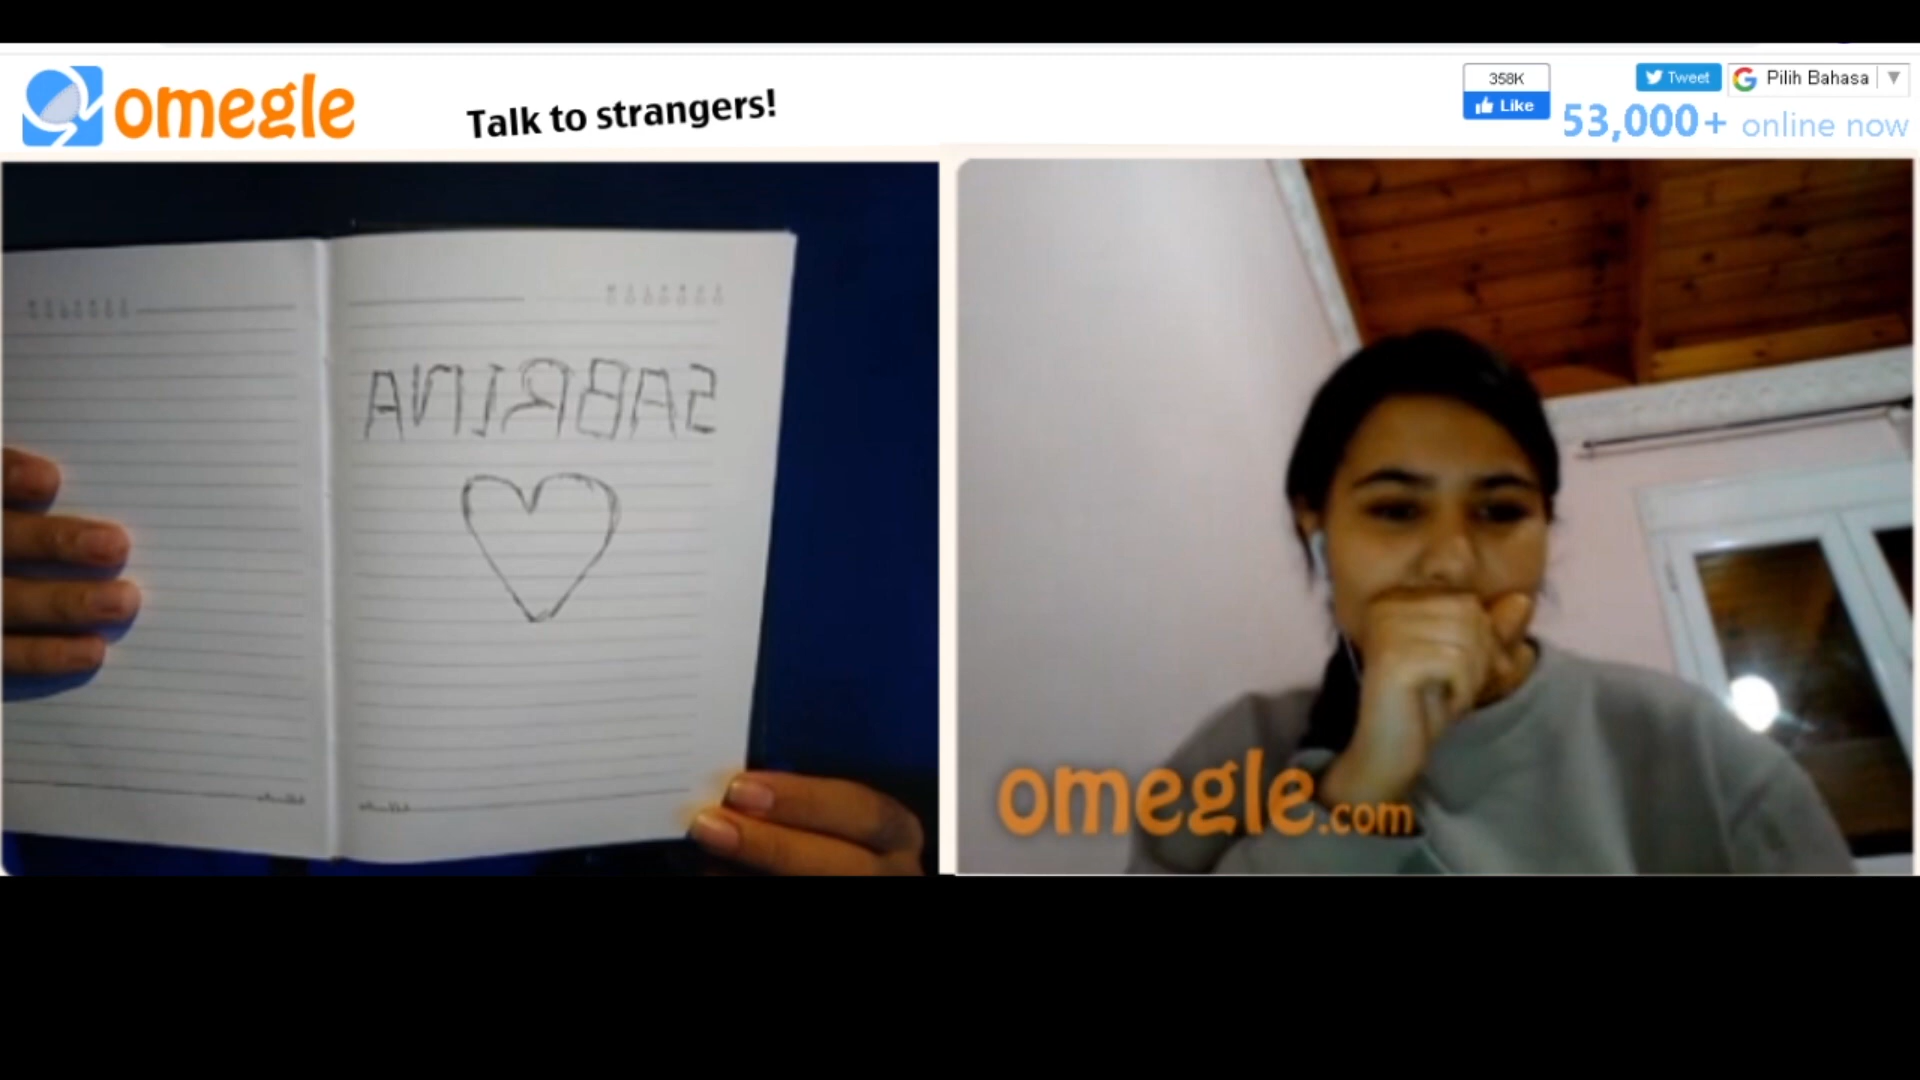 omegle
Talk to strangers!
358K
Like
Tweet
Pilih Bahasa
53,000+ online now
SABRINA
omegle.com